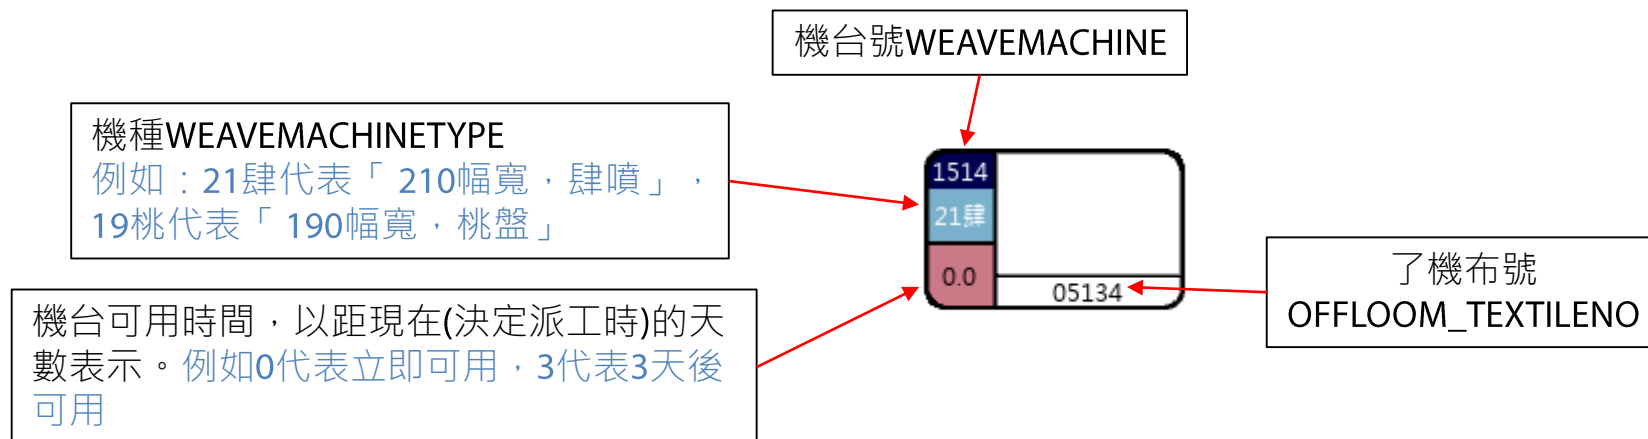 機台號WEAVEMACHINE
機種WEAVEMACHINETYPE
例如：21肆代表「 210幅寬，肆噴」，
19桃代表「 190幅寬，桃盤」
機台可用時間，以距現在(決定派工時)的天
數表示。例如0代表立即可用，3代表3天後
可用
1514
21肆
0.0
05134
了機布號
OFFLOOM_TEXTILENO